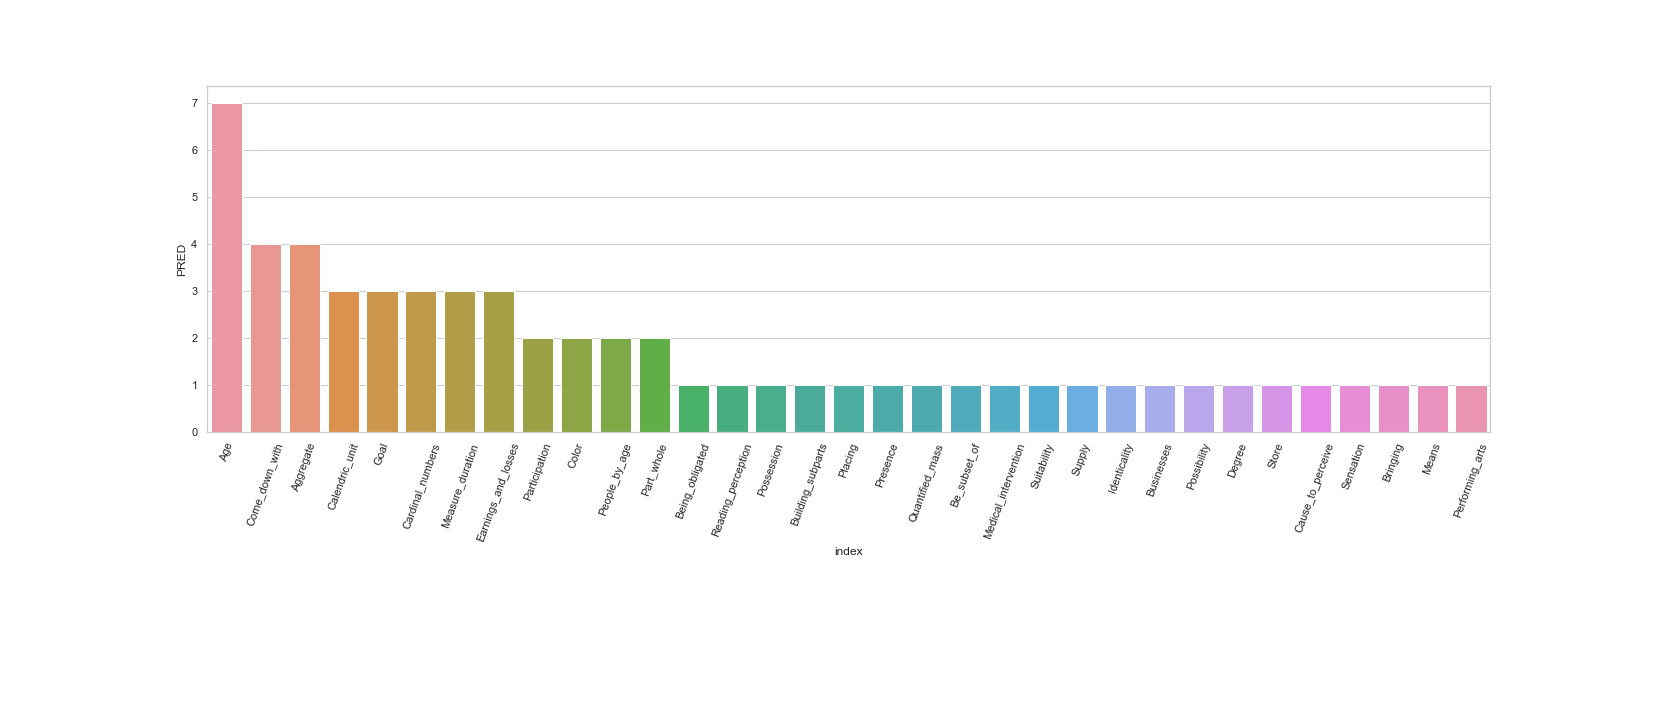 7
6
5
4
3
2
1
0
PRED
Age
Come_down_with
Aggregate
Calendric_unit
Goal
Cardinal_numbers
Measure_duration
Earnings_and_losses
Participation
Color
People_by_age
Part_whole
Being_obligated
Reading_perception
Possession
Building_subparts
Placing
Presence
Quantified_mass
Be_subset_of
Medical_intervention
Suitability
Supply
Identicality
Businesses
Possibility
Degree
Store
Cause_to_perceive
Sensation
Bringing
Means
Performing_arts
index